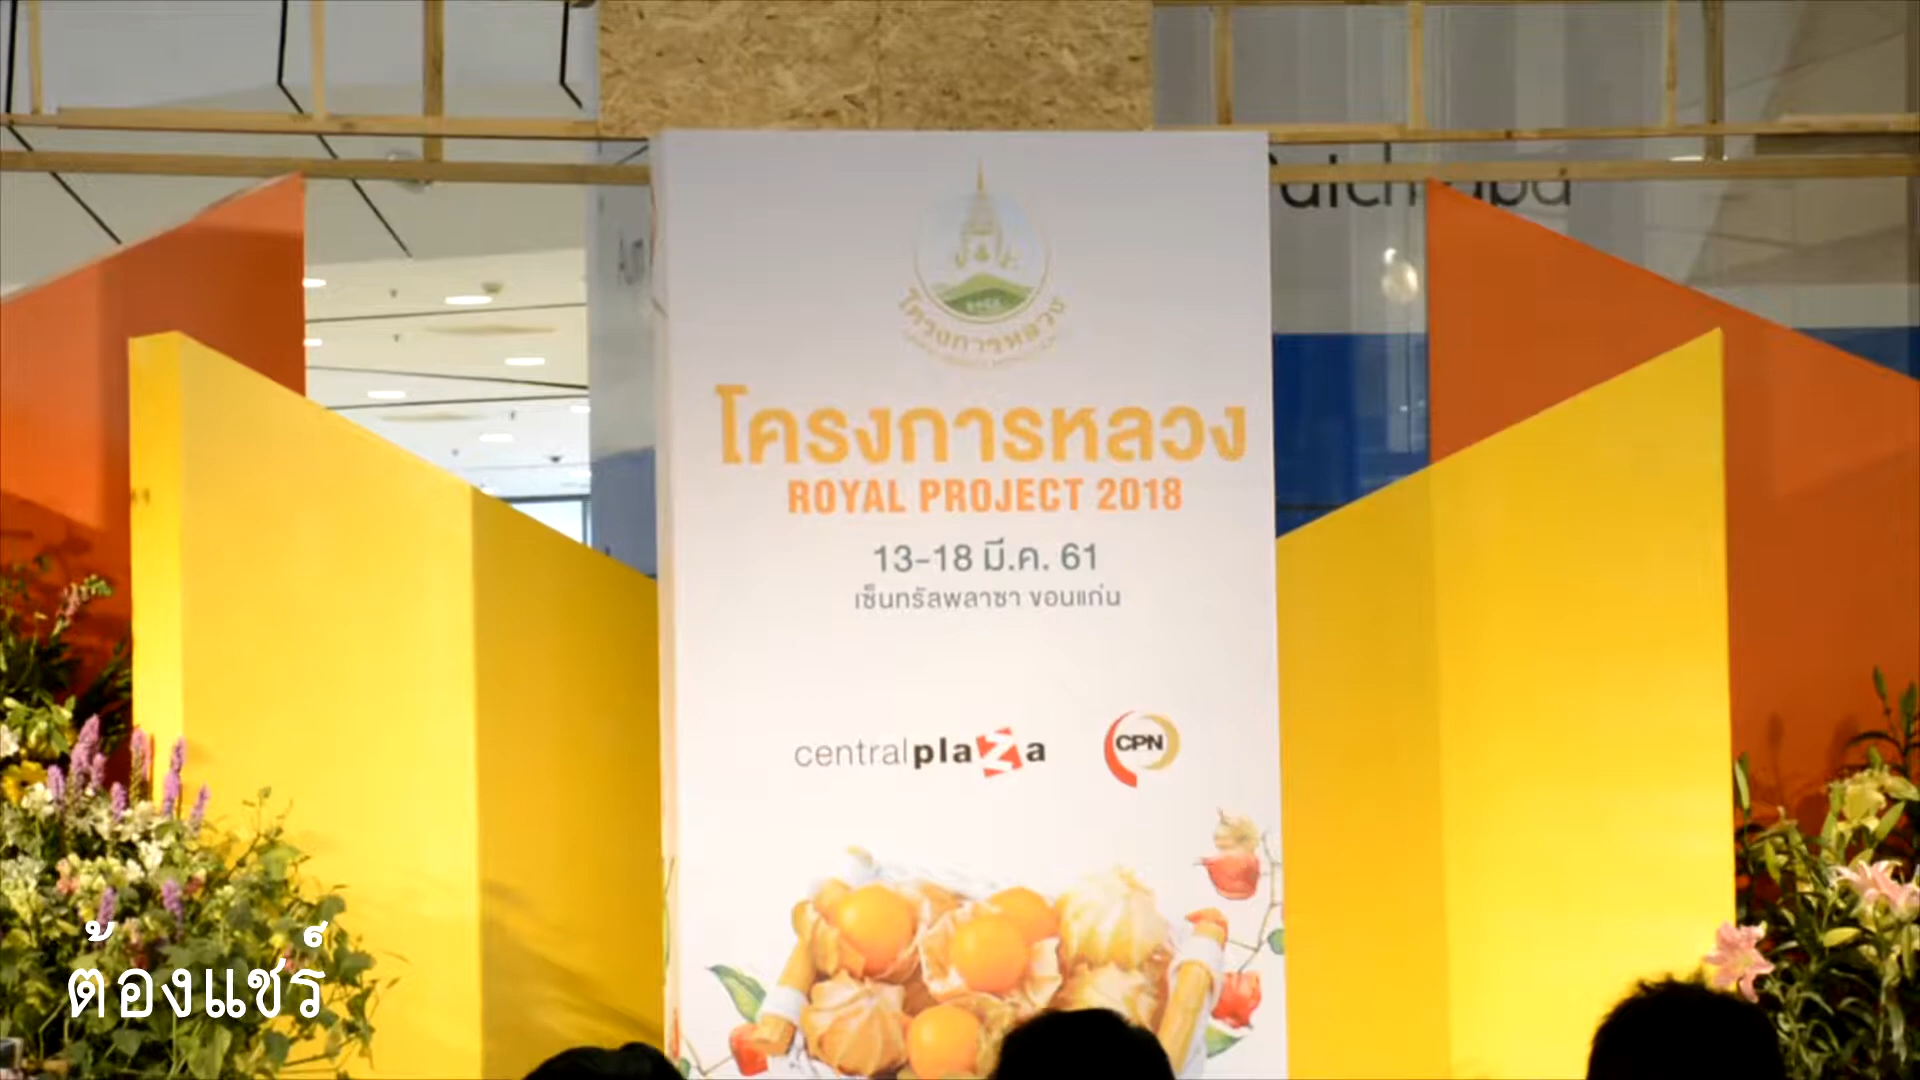 โครงการหลวง
โครงการหลวง
ROYAL PROJECT 2018
13-18 มี.ค. 61
เซ็นทรัลพลาซา ขอนแก่น
centralplaza
CPN
ต้องแชร์